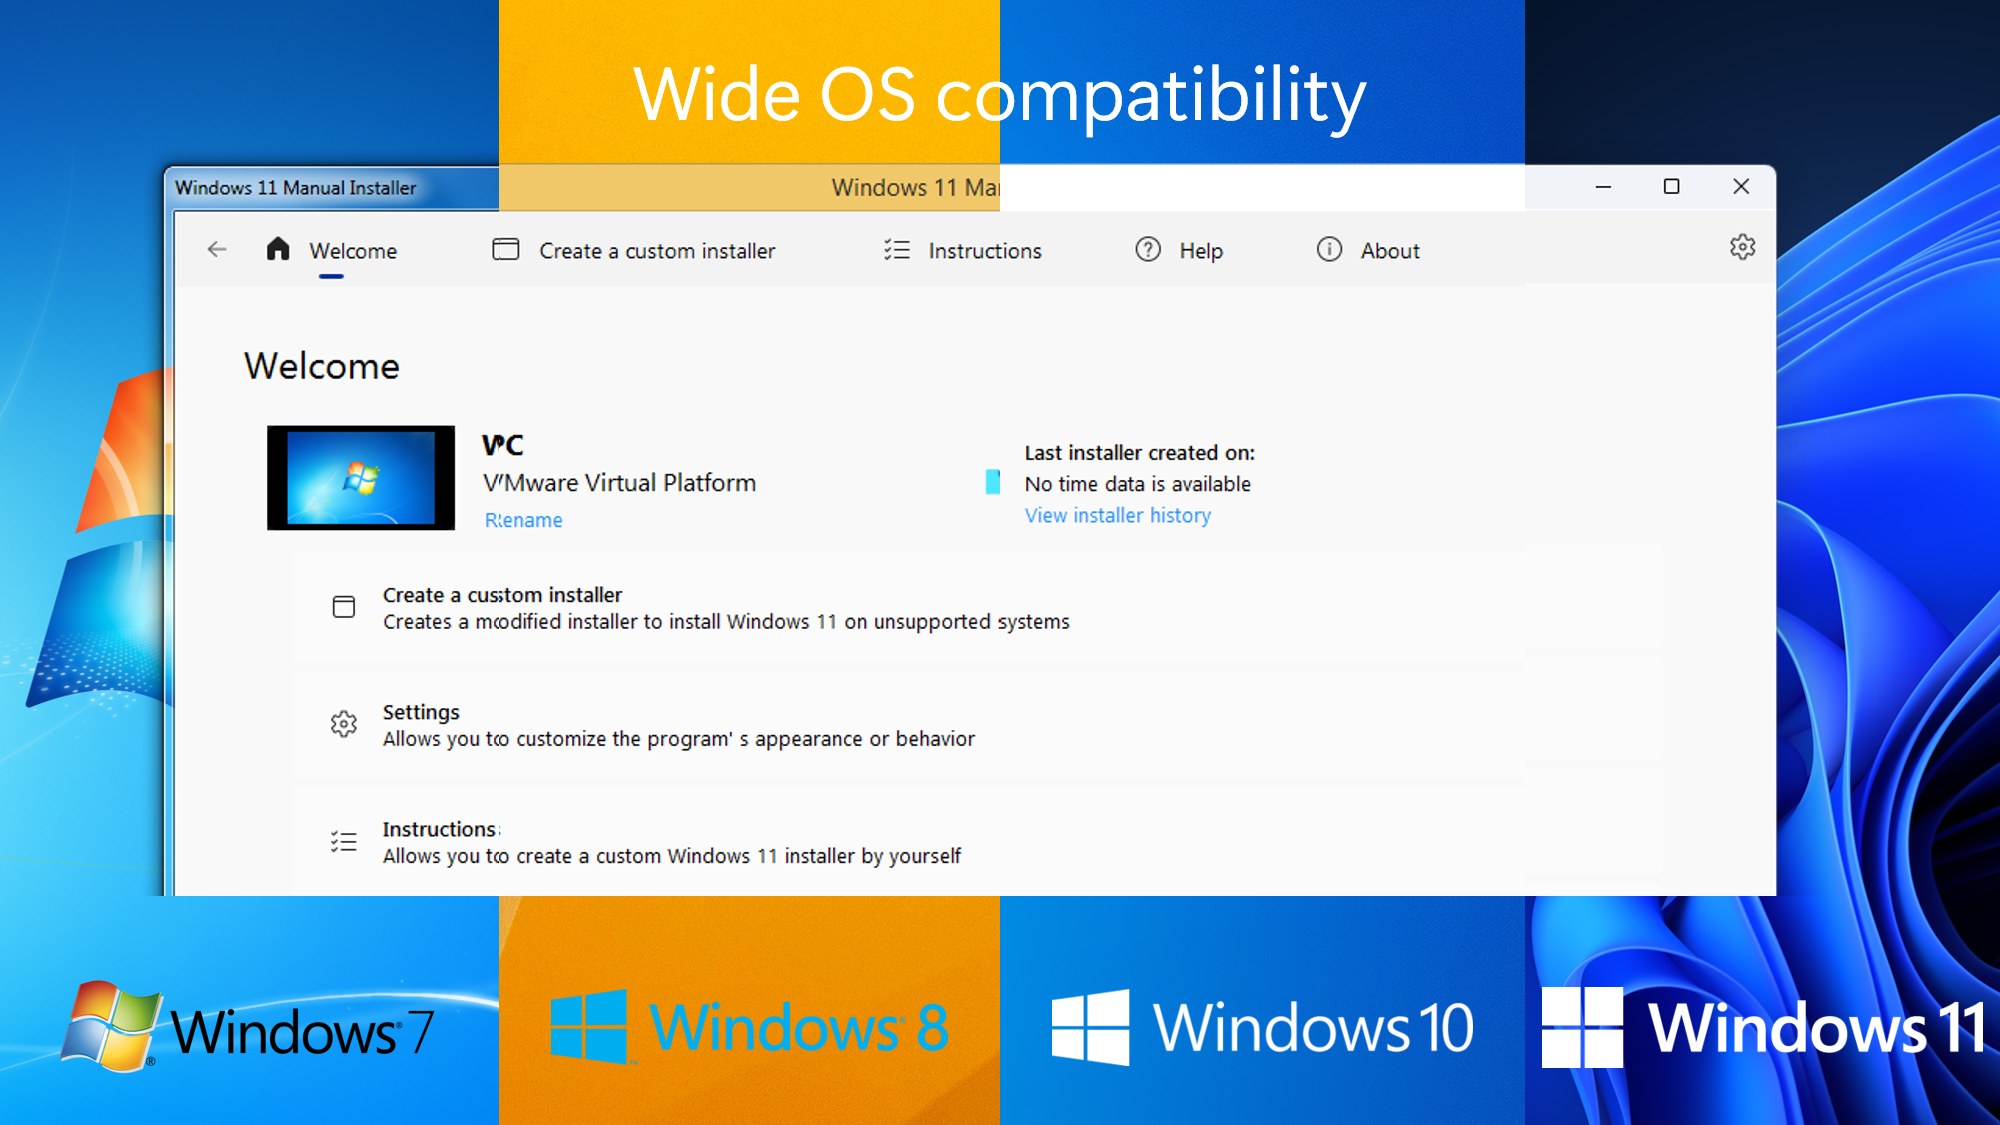 Wide OS compatibility
Windows 11 Manual Installer
Windows 11 Ma
Welcome
Create a custom installer
Instructions
Help
About
Welcome
VMware Virtual Platform
Rename
Last installer created on:
No time data is available
View installer history
Create a custom installer
Creates a modified installer to install Windows 11 on unsupported systems
Settings
Allows you to customize the program' s appearance or behavior
Instructions
Allows you to create a custom Windows 11 installer by yourself
Windows® 7
Windows® 8
Windows 10
Windows 11